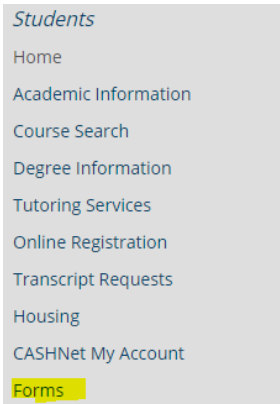 Students
Home
Academic Information
Course Search
Degree Information
Tutoring Services
Online Registration
Transcript Requests
Housing
CASHNet My Account
Forms